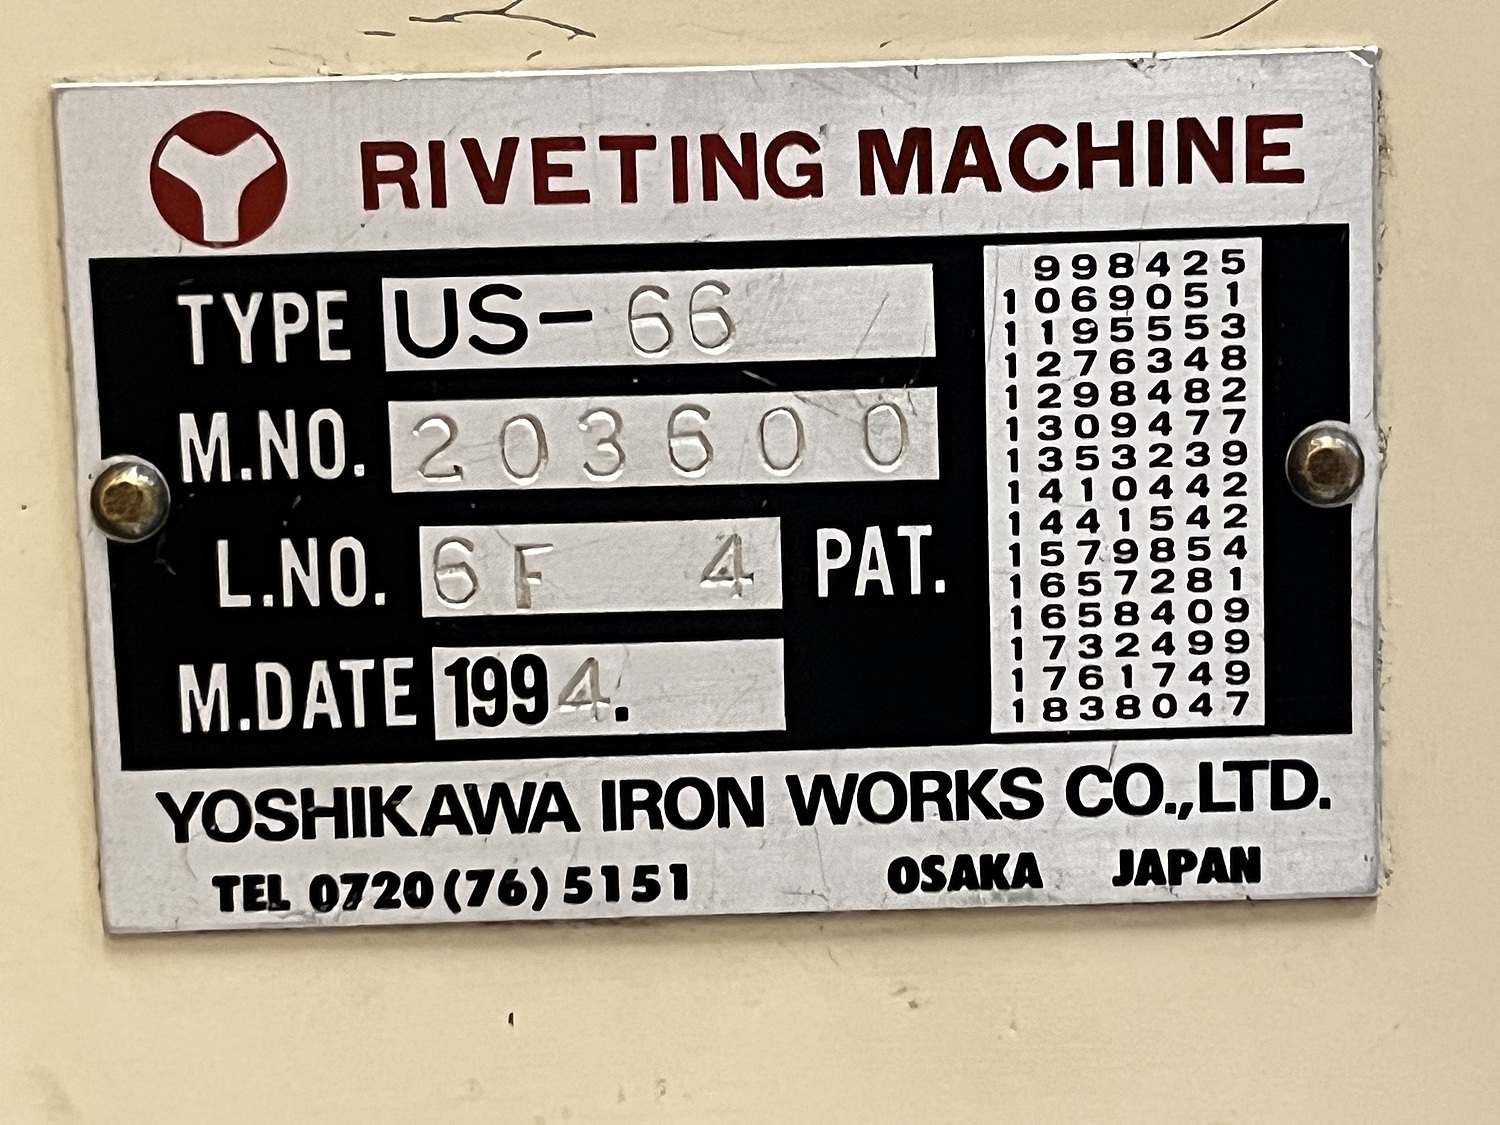 RIVETING MACHINE
TYPE US-66
M.NO. 203600
L.NO. 6F 4
M.DATE 1994.
PAT.
998425
1069051
1195553
1276348
1298482
1309477
1353239
1410442
1441542
1579854
1657281
1658409
1732499
1761749
1838047
YOSHIKAWA IRON WORKS CO.,LTD.
TEL 0720(76)5151 OSAKA JAPAN